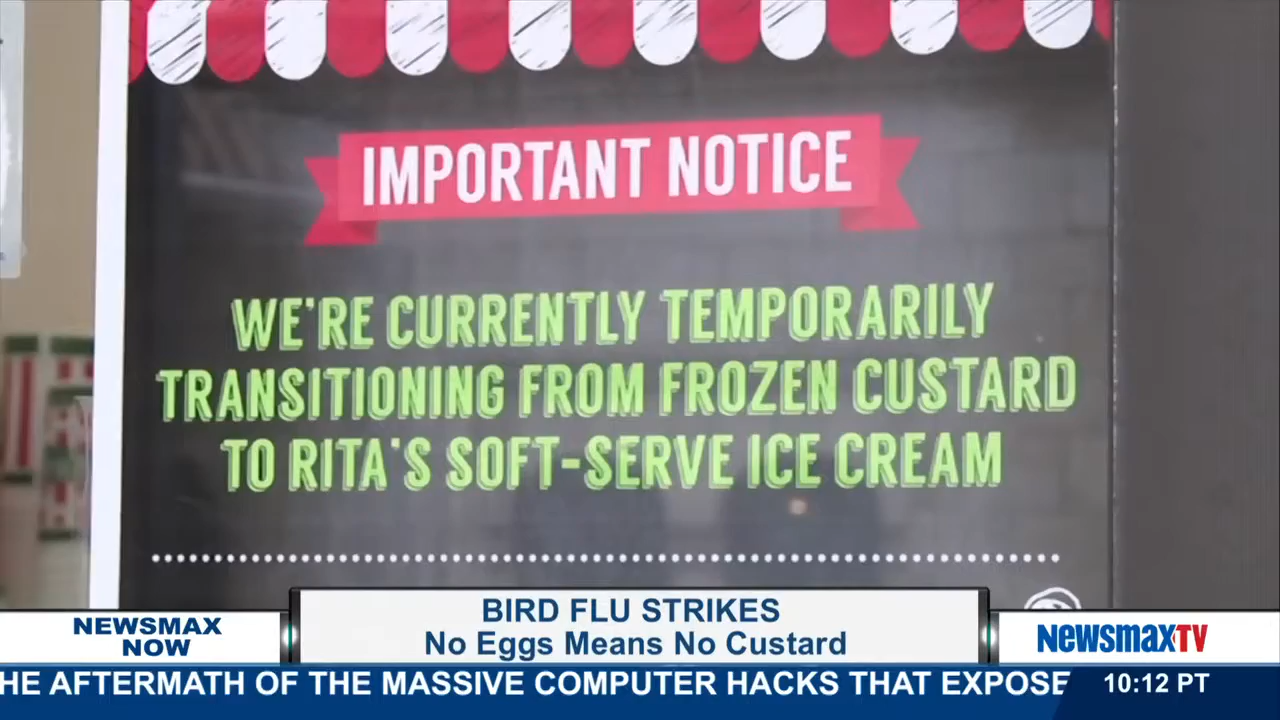 IMPORTANT NOTICE
WE'RE CURRENTLY TEMPORARILY
TRANSITIONING FROM FROZEN CUSTARD
TO RITA'S SOFT-SERVE ICE CREAM
BIRD FLU STRIKES
No Eggs Means No Custard
NEWSMAX
NOW
NEWSMAXTV
HE AFTERMATH OF THE MASSIVE COMPUTER HACKS THAT EXPOSE
10:12 PT